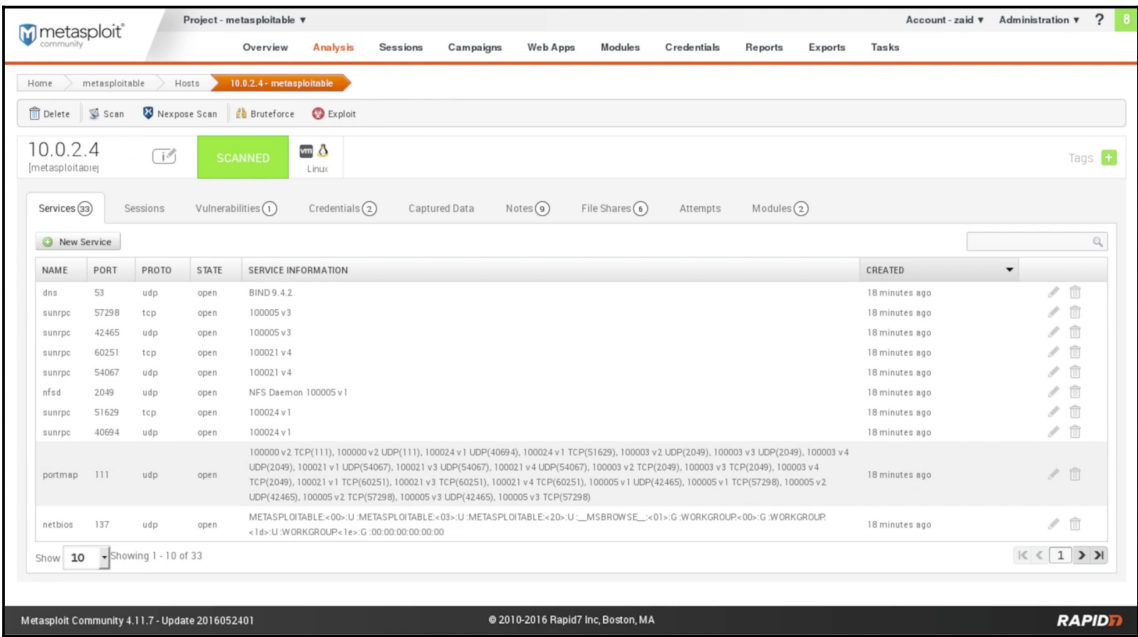 metasploit®
community
Project - metasploitable ▼
Account - zaid ▼ Administration ▼ ? 8
Overview Analysis Sessions Campaigns Web Apps Modules Credentials Reports Exports Tasks
Home metasploitable Hosts 10.0.2.4 - metasploitable
Delete Scan Nexpose Scan Bruteforce Exploit
10.0.2.4
[metasploitable]
SCANNED
vm
Linux
Tags +
Services 33 Sessions Vulnerabilities 1 Credentials 2 Captured Data Notes 9 File Shares 6 Attempts Modules 2
New Service
NAME PORT PROTO STATE SERVICE INFORMATION CREATED
dns 53 udp open BIND 9.4.2 18 minutes ago
sunrpc 57298 tcp open 100005 v3 18 minutes ago
sunrpc 42465 udp open 100005 v3 18 minutes ago
sunrpc 60251 tcp open 100021 v4 18 minutes ago
sunrpc 54067 udp open 100021 v4 18 minutes ago
nfsd 2049 udp open NFS Daemon 100005 v1 18 minutes ago
sunrpc 51629 tcp open 100024 v1 18 minutes ago
sunrpc 40694 udp open 100024 v1 18 minutes ago
100000 v2 TCP(111), 100000 v2 UDP(111), 100024 v1 UDP(40694), 100024 v1 TCP(51629), 100003 v2 UDP(2049), 100003 v3 UDP(2049), 100003 v4
UDP(2049), 100021 v1 UDP(54067), 100021 v3 UDP(54067), 100021 v4 UDP(54067), 100003 v2 TCP(2049), 100003 v3 TCP(2049), 100003 v4
portmap 111 udp open TCP(2049), 100021 v1 TCP(60251), 100021 v3 TCP(60251), 100021 v4 TCP(60251), 100005 v1 UDP(42465), 100005 v1 TCP(57298), 100005 v2 18 minutes ago
UDP(42465), 100005 v2 TCP(57298), 100005 v3 UDP(42465), 100005 v3 TCP(57298)
netbios 137 udp open METASPLOITABLE:<00>:U :METASPLOITABLE:<03>:U :METASPLOITABLE:<20>:U :__MSBROWSE__:<01>:G :WORKGROUP:<00>:G :WORKGROUP: 18 minutes ago
<1d>:U :WORKGROUP:<1e>:G :00:00:00:00:00:00
Show 10 Showing 1 - 10 of 33 1
Metasploit Community 4.11.7 - Update 2016052401 © 2010-2016 Rapid7 Inc, Boston, MA RAPID7